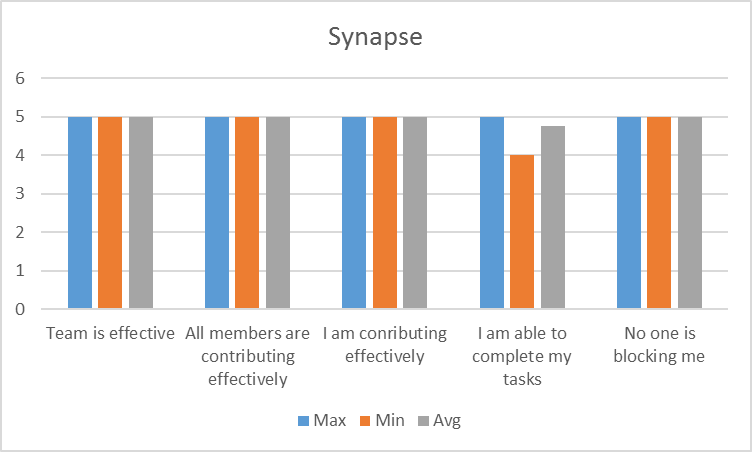 Synapse
6
5
4
3
2
1
0
Team is effective
All members are
contributing
effectively
I am conributing
effectively
I am able to
complete my
tasks
No one is
blocking me
Max
Min
Avg